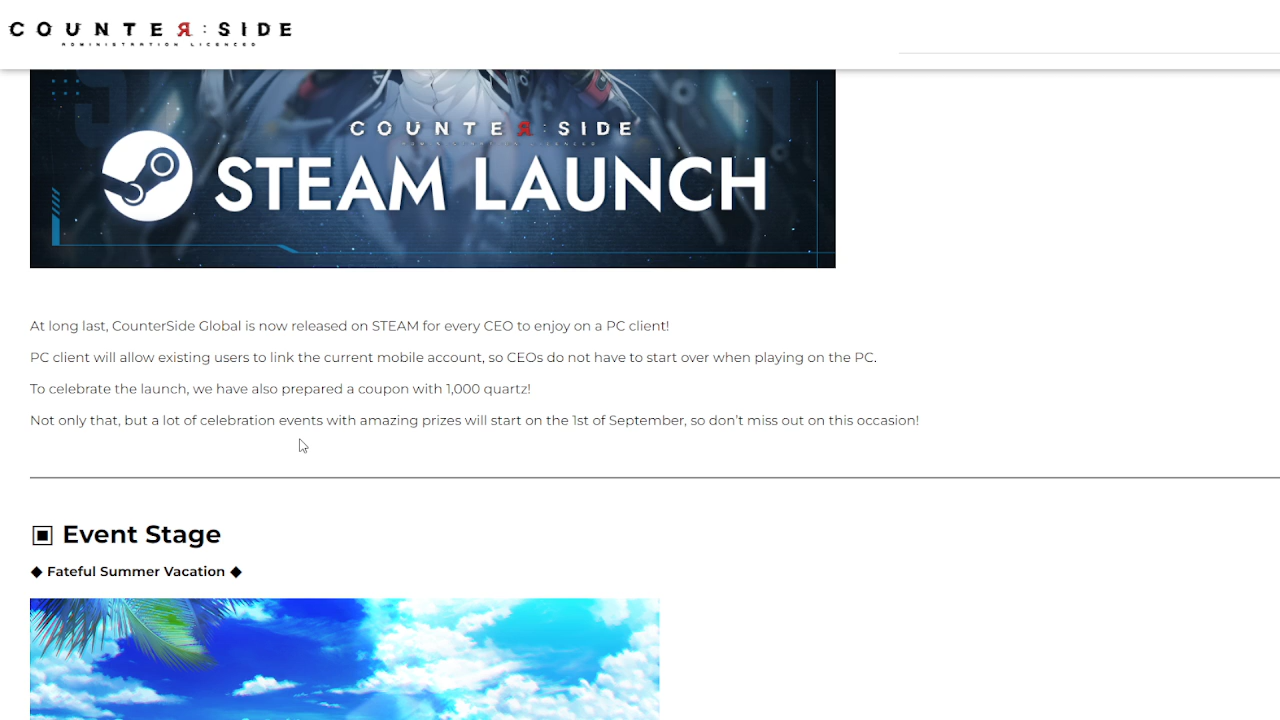 COUNTER:SIDE
ADMINISTRATION LICENCED
COUNTER:SIDE
STEAM LAUNCH
At long last, CounterSide Global is now released on STEAM for every CEO to enjoy on a PC client!
PC client will allow existing users to link the current mobile account, so CEOs do not have to start over when playing on the PC.
To celebrate the launch, we have also prepared a coupon with 1,000 quartz!
Not only that, but a lot of celebration events with amazing prizes will start on the 1st of September, so don’t miss out on this occasion!
▣ Event Stage
◆ Fateful Summer Vacation ◆